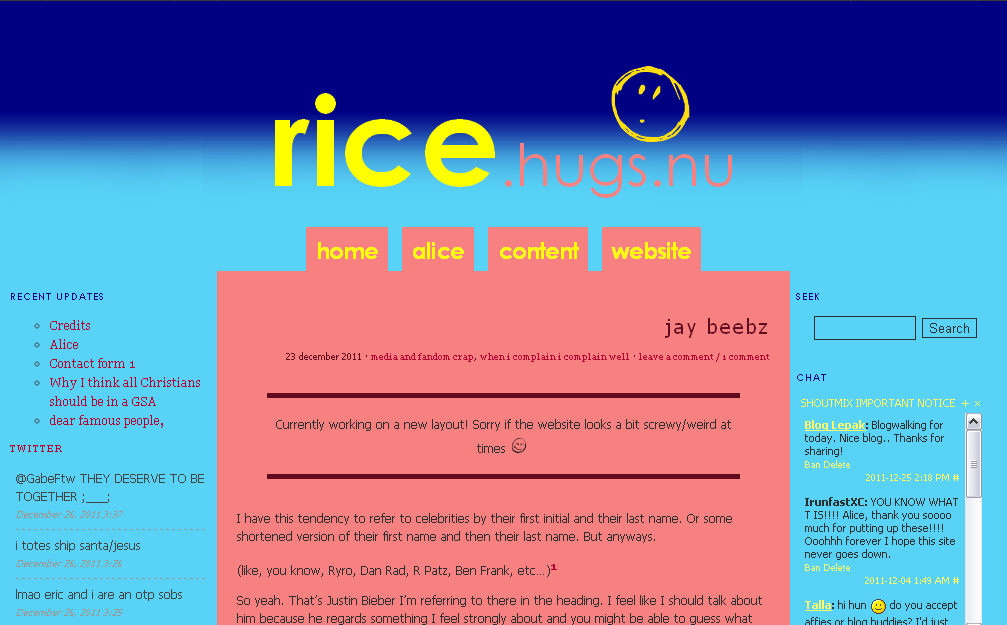 rice.hugs.nu
home alice content website
RECENT UPDATES
Credits
Alice
Contact form 1
Why I think all Christians
should be in a GSA
dear famous people,
TWITTER
@GabeFtw THEY DESERVE TO BE
TOGETHER ;___;
December 26, 2011 3:37
i totes ship santa/jesus
December 26, 2011 3:26
lmao eric and i are an otp sobs
December 26, 2011 3:25
jay beebz
23 december 2011 · media and fandom crap, when i complain i complain well · leave a comment / 1 comment
Currently working on a new layout! Sorry if the website looks a bit screwy/weird at
times
I have this tendency to refer to celebrities by their first initial and their last name. Or some
shortened version of their first name and then their last name. But anyways.
(like, you know, Ryro, Dan Rad, R Patz, Ben Frank, etc...)1
So yeah. That's Justin Bieber I'm referring to there in the heading. I feel like I should talk about
him because he regards something I feel strongly about and you might be able to guess what
SEEK
Search
CHAT
SHOUTMIX IMPORTANT NOTICE + ×
Blog Lepak: Blogwalking for
today. Nice blog.. Thanks for
sharing!
Ban Delete
2011-12-25 2:18 PM #
IrunfastXC: YOU KNOW WHAT
T IS!!!! Alice, thank you soooo
much for putting up these!!!!
Ooohhh forever I hope this site
never goes down.
Ban Delete
2011-12-04 1:49 AM #
Talla: hi hun do you accept
affies or blog buddies? I'd just